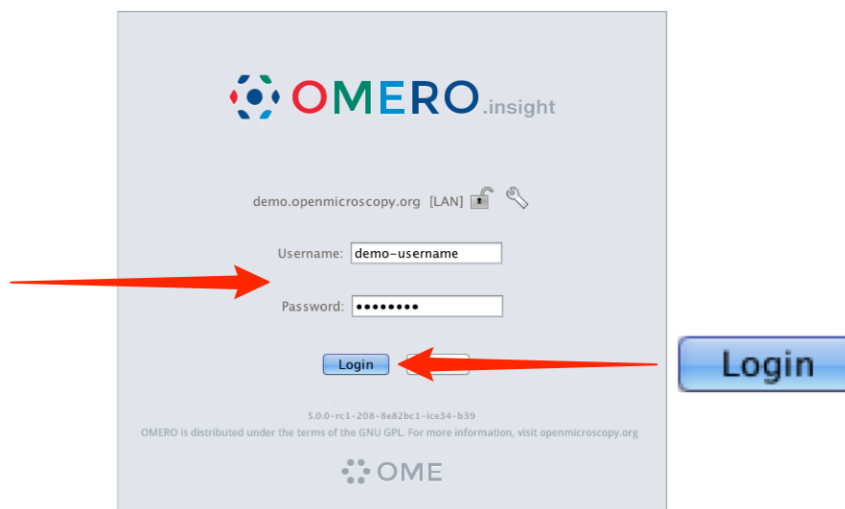 OMERO.insight
demo.openmicroscopy.org [LAN]
Username: demo-username
Password: ••••••••
Login
Login
5.0.0-rc1-208-8e82bc1-ice34-b39
OMERO is distributed under the terms of the GNU GPL. For more information, visit openmicroscopy.org
OME